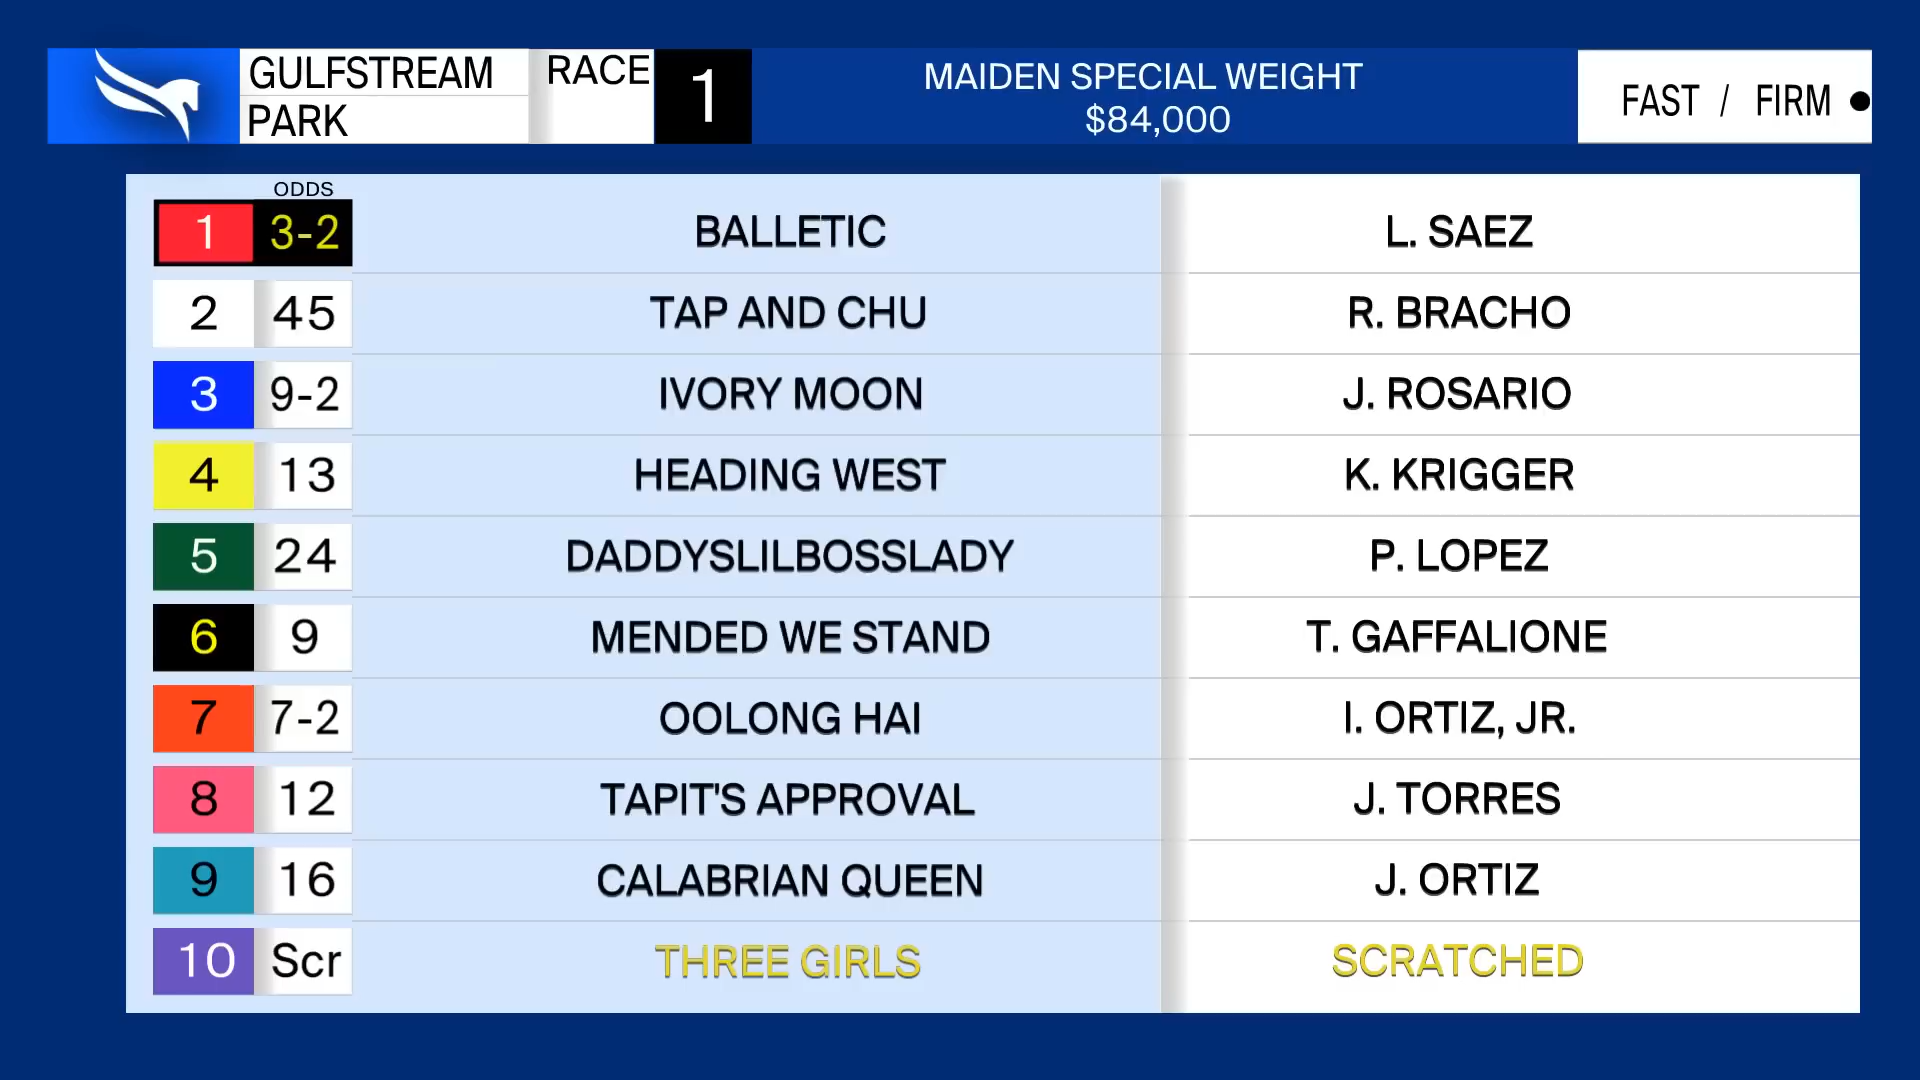 GULFSTREAM
PARK
RACE
1
MAIDEN SPECIAL WEIGHT
$84,000
FAST / FIRM ●
ODDS
1 3-2 BALLETIC L. SAEZ
2 45 TAP AND CHU R. BRACHO
3 9-2 IVORY MOON J. ROSARIO
4 13 HEADING WEST K. KRIGGER
5 24 DADDYSLILBOSSLADY P. LOPEZ
6 9 MENDED WE STAND T. GAFFALIONE
7 7-2 OOLONG HAI I. ORTIZ, JR.
8 12 TAPIT'S APPROVAL J. TORRES
9 16 CALABRIAN QUEEN J. ORTIZ
10 Scr THREE GIRLS SCRATCHED